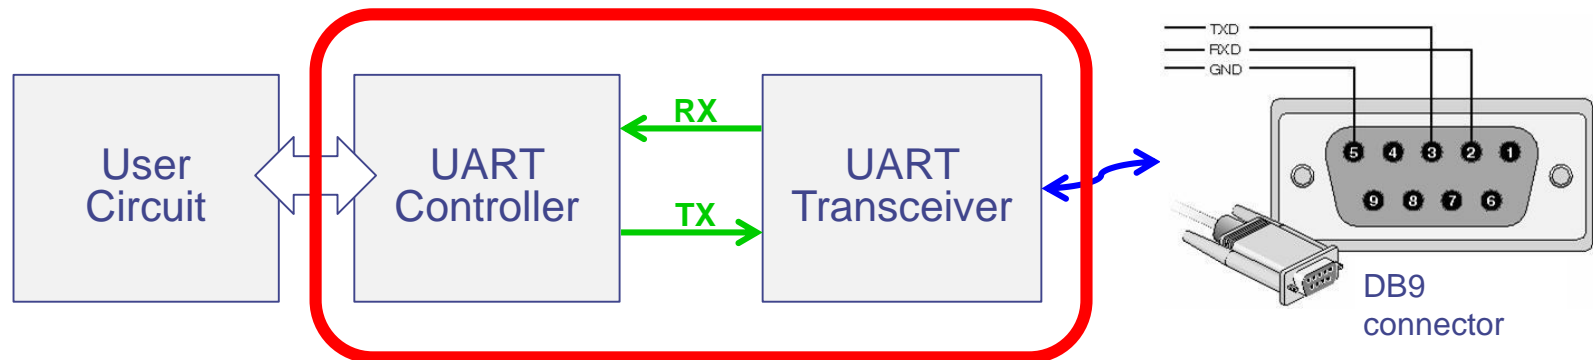 User
Circuit
UART
Controller
RX
TX
UART
Transceiver
TXD
RXD
GND
5 4 3 2 1
9 8 7 6
DB9
connector